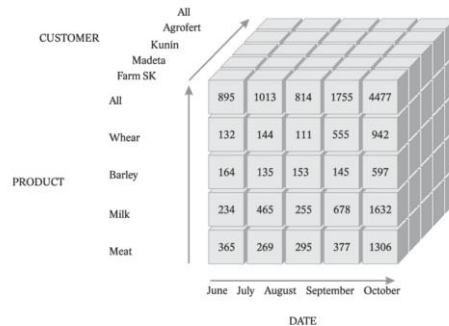 All
Agrofert
CUSTOMER
Kunín
Madeta
Farm SK
All 895 1013 814 1755 4477
Whear 132 144 111 555 942
Barley 164 135 153 145 597
PRODUCT
Milk 234 465 255 678 1632
Meat 365 269 295 377 1306
June July August September October
DATE